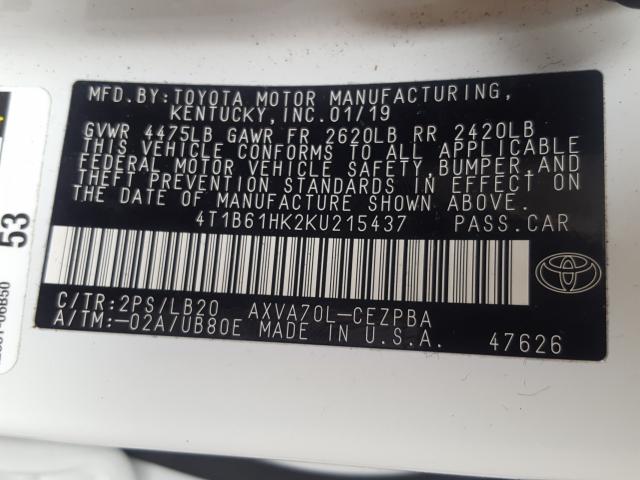 MFD.BY:TOYOTA MOTOR MANUFACTURING,
KENTUCKY,INC.01/19
GVWR 4475LB GAWR FR 2620LB RR 2420LB
THIS VEHICLE CONFORMS TO ALL APPLICABLE
FEDERAL MOTOR VEHICLE SAFETY,BUMPER,AND
THEFT PREVENTION STANDARDS IN EFFECT ON
THE DATE OF MANUFACTURE SHOWN ABOVE.
4T1B61HK2KU215437 PASS.CAR
C/TR:2PS/LB20 AXVA70L-CEZPBA
A/TM:-02A/UB80E MADE IN U.S.A. 47626
53